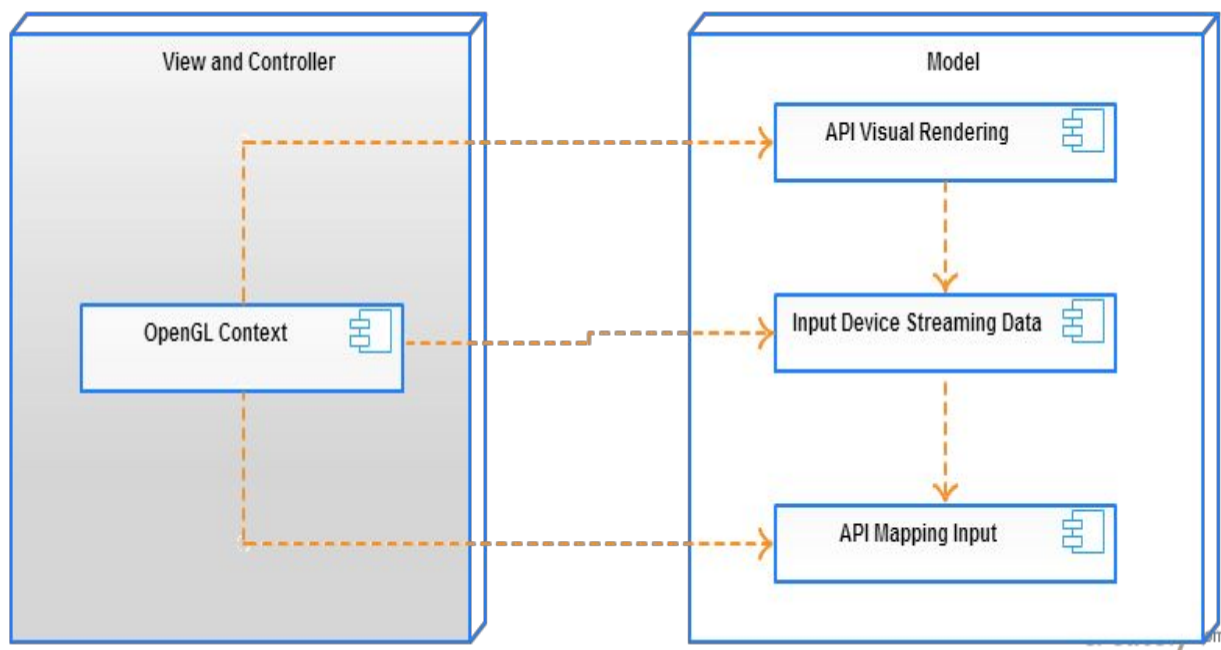 View and Controller
Model
API Visual Rendering
OpenGL Context
Input Device Streaming Data
API Mapping Input